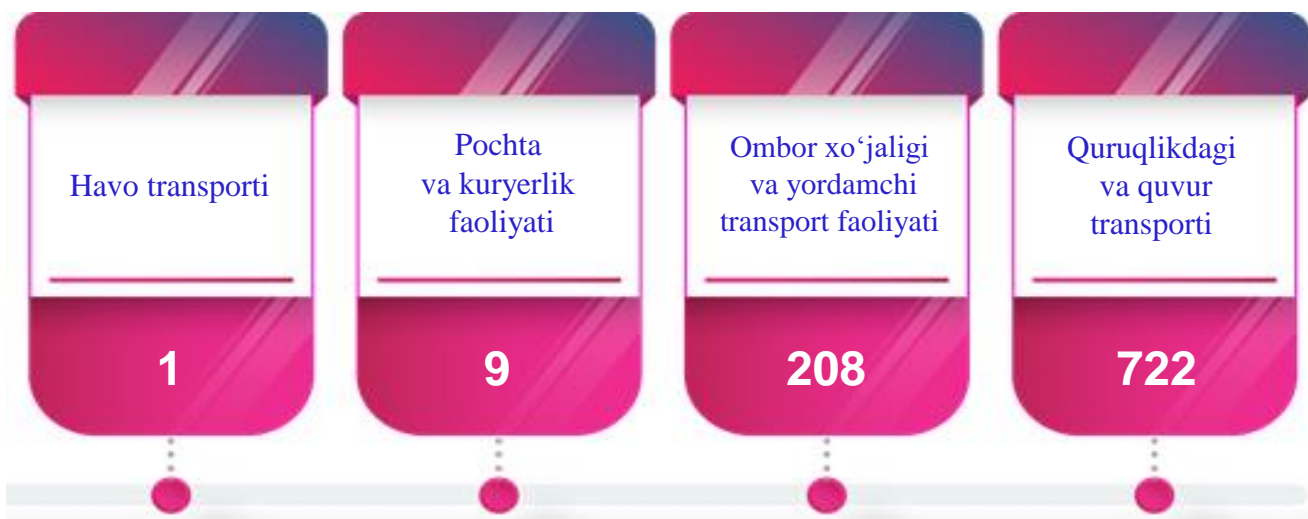 Havo transporti
1
Pochta
va kuryerlik
faoliyati
9
Ombor xo‘jaligi
va yordamchi
transport faoliyati
208
Quruqlikdagi
va quvur
transporti
722